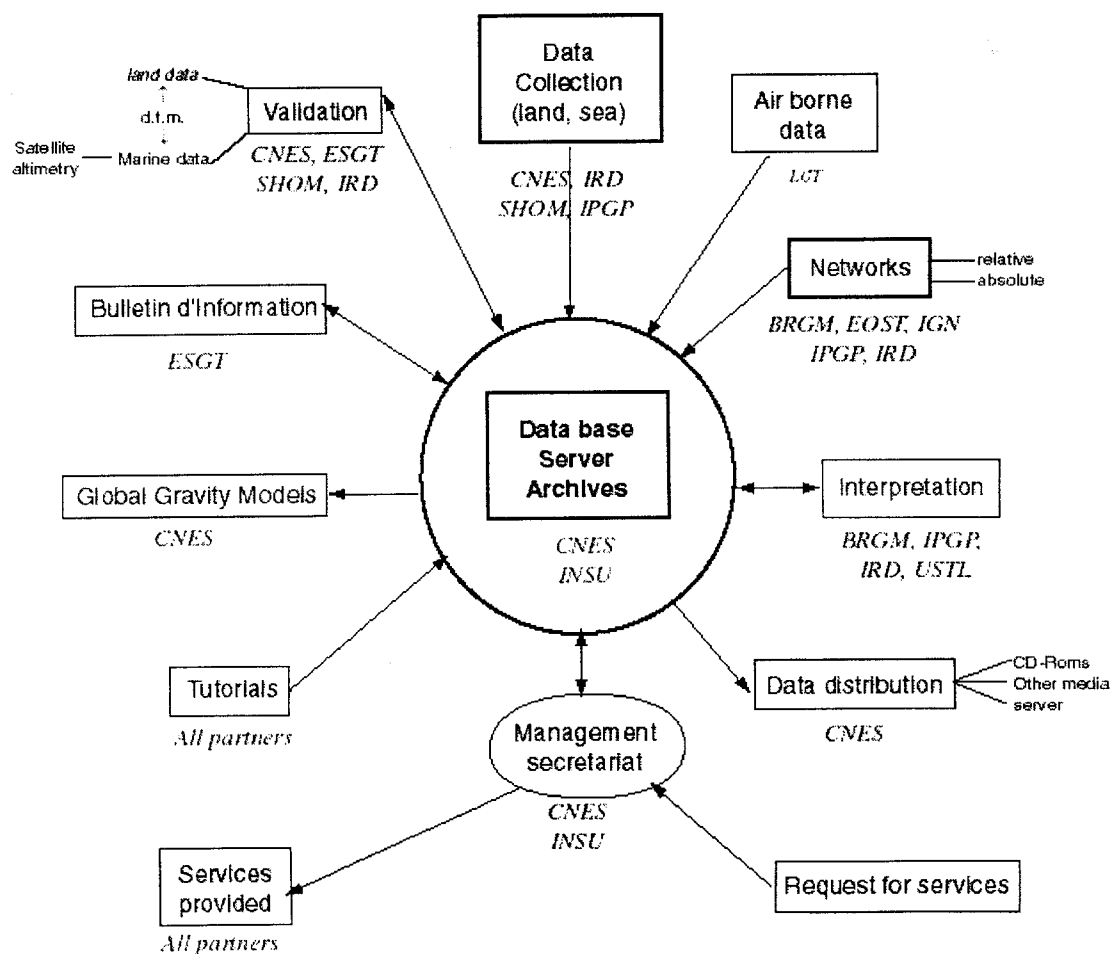 Data
Collection
(land, sea)
CNES, IRD
SHOM, IPGP
land data
d.t.m.
Satellite
altimetry
Marine data
Validation
CNES, ESGT
SHOM, IRD
Air borne
data
LCT
Networks
relative
absolute
BRGM, EOST, IGN
IPGP, IRD
Bulletin d'Information
ESGT
Data base
Server
Archives
CNES
INSU
Global Gravity Models
CNES
Interpretation
BRGM, IPGP,
IRD, USTL
Tutorials
All partners
Data distribution
CD-Roms
Other media
server
CNES
Management
secretariat
CNES
INSU
Services
provided
All partners
Request for services